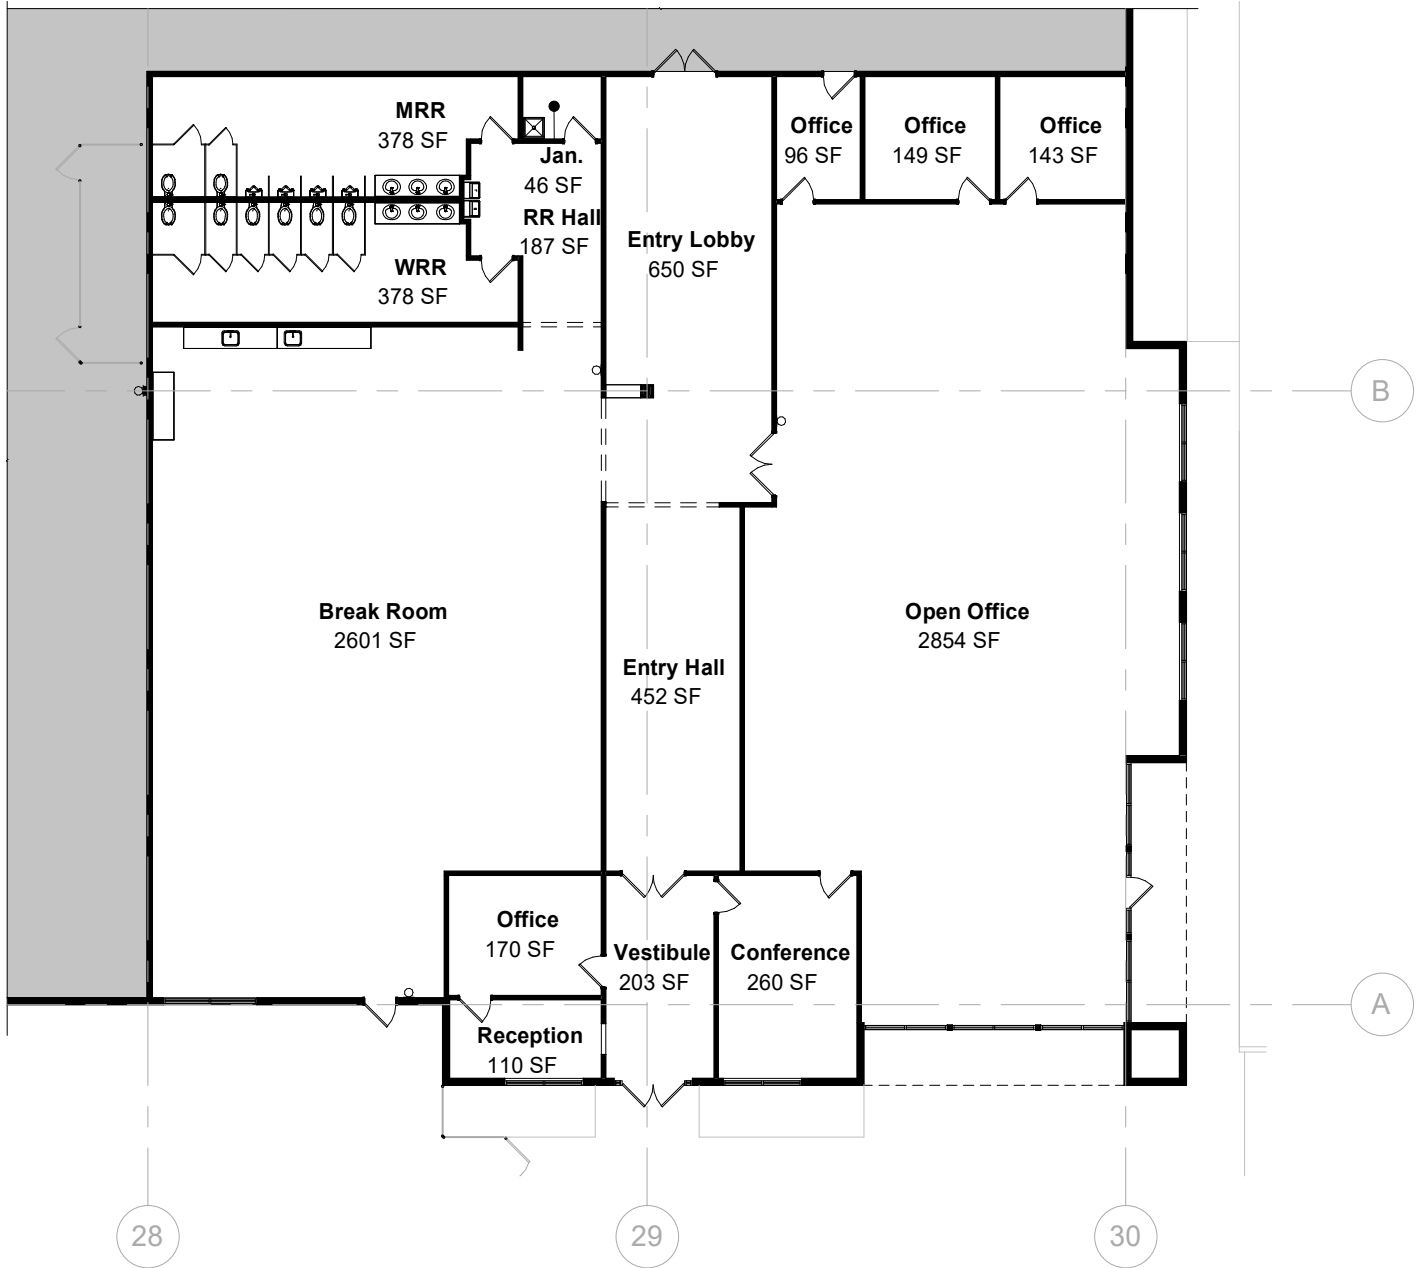 MRR
378 SF
Jan.
46 SF
RR Hall
187 SF
WRR
378 SF
Entry Lobby
650 SF
Office
96 SF
Office
149 SF
Office
143 SF
B
Break Room
2601 SF
Open Office
2854 SF
Entry Hall
452 SF
Office
170 SF
Vestibule
203 SF
Conference
260 SF
A
Reception
110 SF
28
29
30